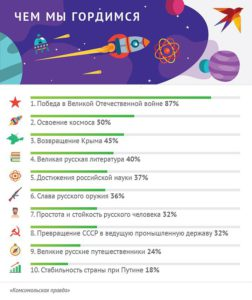 ЧЕМ МЫ ГОРДИМСЯ
1. Победа в Великой Отечественной войне 87%
2. Освоение космоса 50%
3. Возвращение Крыма 45%
4. Великая русская литература 40%
5. Достижения российской науки 37%
6. Слава русского оружия 36%
7. Простота и стойкость русского человека 32%
8. Превращение СССР в ведущую промышленную державу 32%
9. Великие русские путешественники 24%
10. Стабильность страны при Путине 18%
«Комсомольская правда»